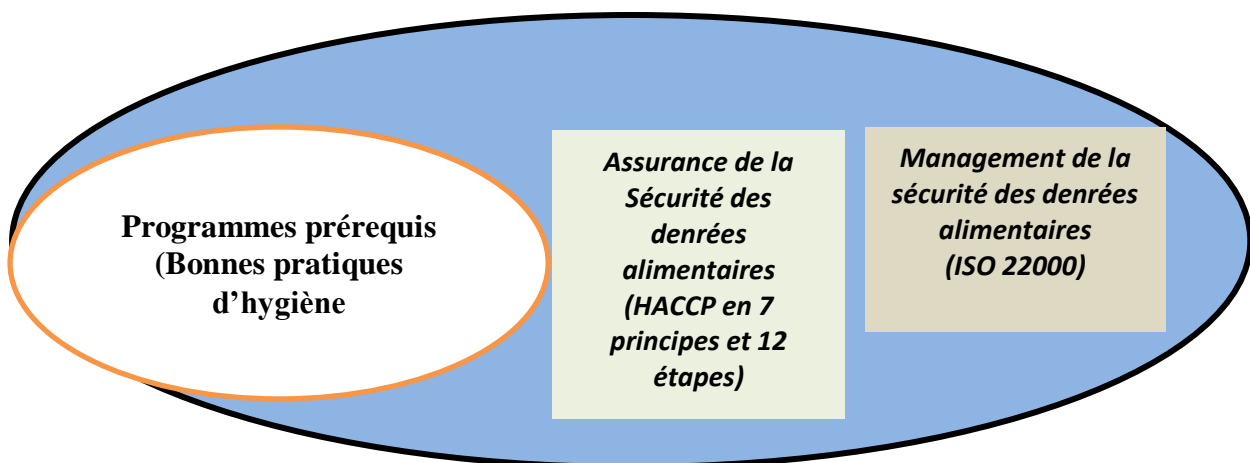 Programmes prérequis
(Bonnes pratiques
d’hygiène
Assurance de la
Sécurité des
denrées
alimentaires
(HACCP en 7
principes et 12
étapes)
Management de la
sécurité des denrées
alimentaires
(ISO 22000)